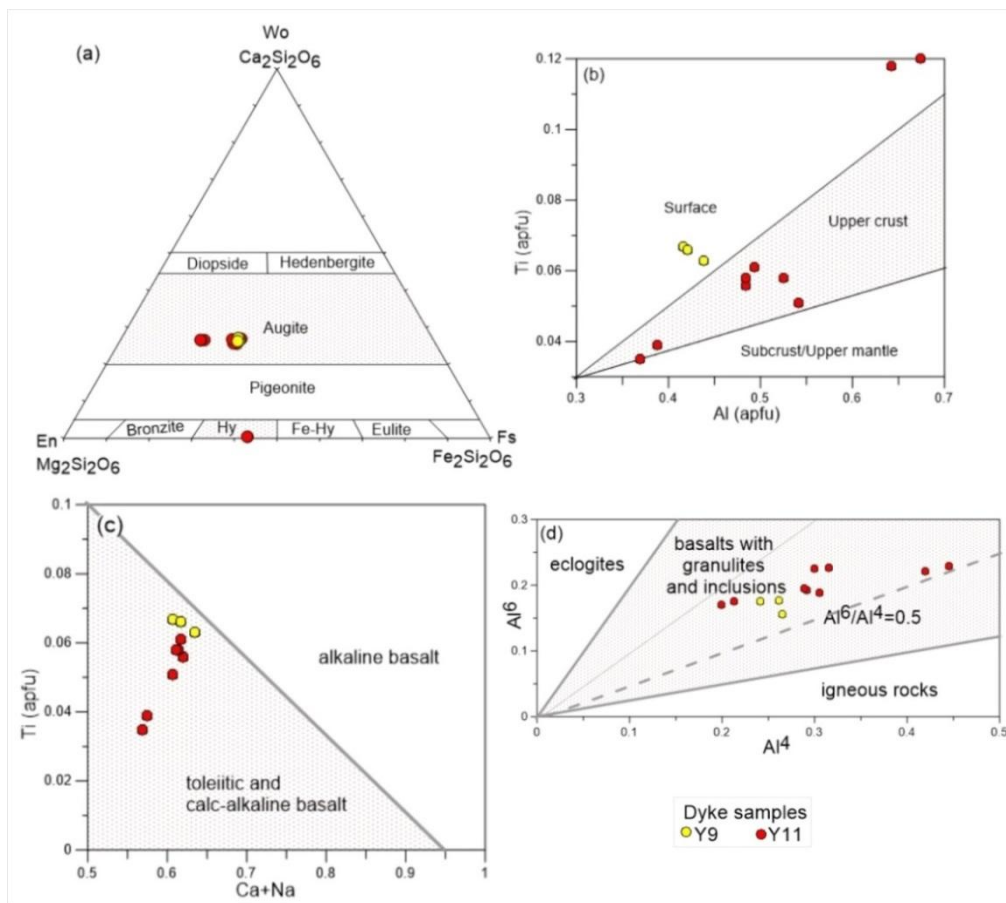 (a)
Wo
Ca2Si2O6
Diopside
Hedenbergite
Augite
Pigeonite
Bronzite
Hy
Fe-Hy
Eulite
En
Mg2Si2O6
Fs
Fe2Si2O6
(b)
0.12
0.1
0.08
0.06
0.04
Ti (apfu)
Surface
Upper crust
Subcrust/Upper mantle
0.3 0.4 0.5 0.6 0.7
Al (apfu)
(c)
0.1
0.08
0.06
0.04
0.02
0
Ti (apfu)
alkaline basalt
toleiitic and
calc-alkaline basalt
0.5 0.6 0.7 0.8 0.9 1
Ca+Na
(d)
0.3
0.2
0.1
0
Al6
eclogites
basalts with
granulites
and inclusions
Al6/Al4=0.5
igneous rocks
0 0.1 0.2 0.3 0.4 0.5
Al4
Dyke samples
Y9 Y11